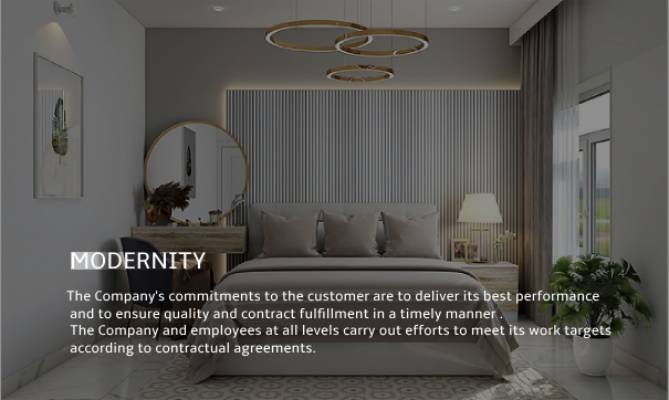 MODERNITY
The Company's commitments to the customer are to deliver its best performance
and to ensure quality and contract fulfillment in a timely manner .
The Company and employees at all levels carry out efforts to meet its work targets
according to contractual agreements.